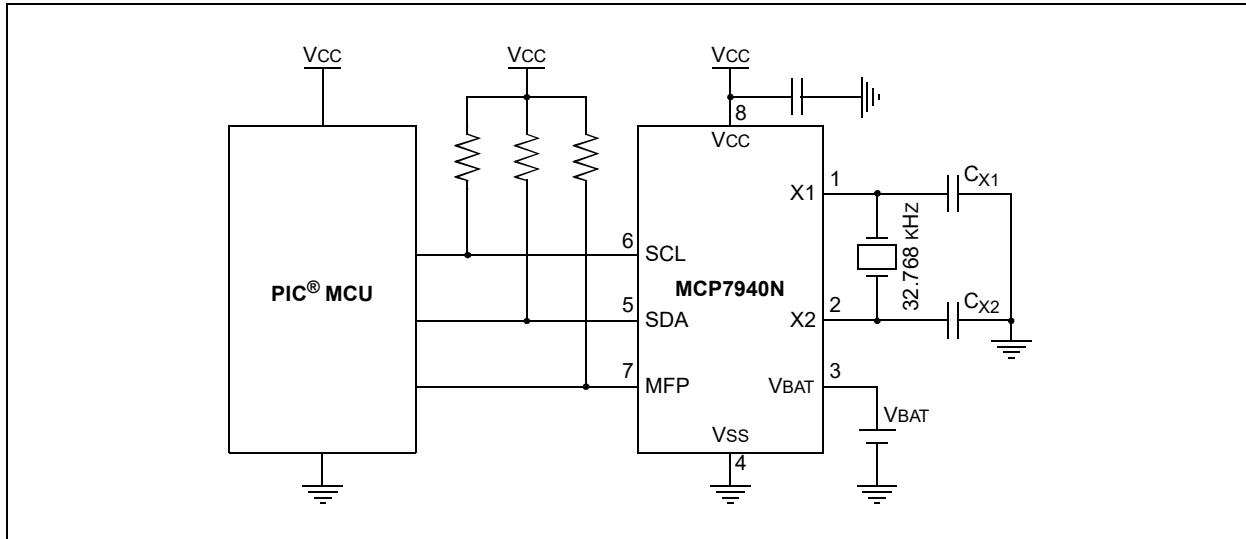 VCC
VCC
VCC
8
VCC
X1
1
CX1
32.768 кHz
6
SCL
PIC® MCU
MCP7940N
5
SDA
X2
2
CX2
7
MFP
VBAT
3
VBAT
VSS
4